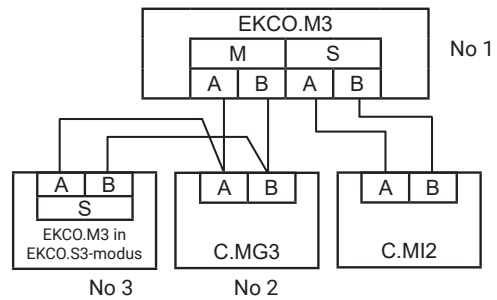 EKCO.M3
M S
No 1
A B A B
A B A B A B
S
EKCO.M3 in
EKCO.S3-modus
C.MG3
C.MI2
No 3
No 2